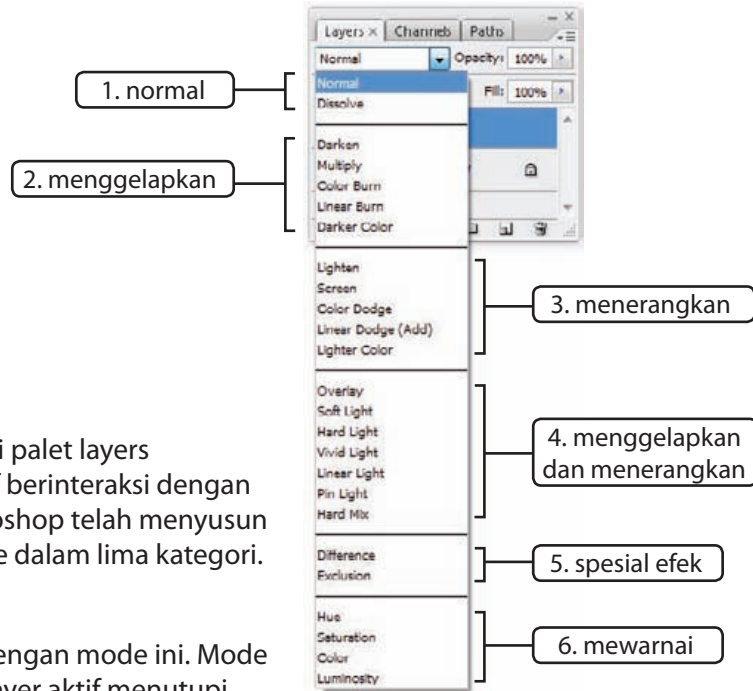 Layers × Channels Paths
Normal Opacity: 100%
Normal
Fill: 100%
Dissolve
1. normal
Darken
Multiply
Color Burn
Linear Burn
Darker Color
2. menggelapkan
Lighten
Screen
Color Dodge
Linear Dodge (Add)
Lighter Color
3. menerangkan
Overlay
Soft Light
Hard Light
Vivid Light
Linear Light
Pin Light
Hard Mix
4. menggelapkan
dan menerangkan
Difference
Exclusion
5. spesial efek
Hue
Saturation
Color
Luminosity
6. mewarnai
palet layers
berinteraksi dengan
telah menyusun
dalam lima kategori.
dengan mode ini. Mode
aktif menutupi